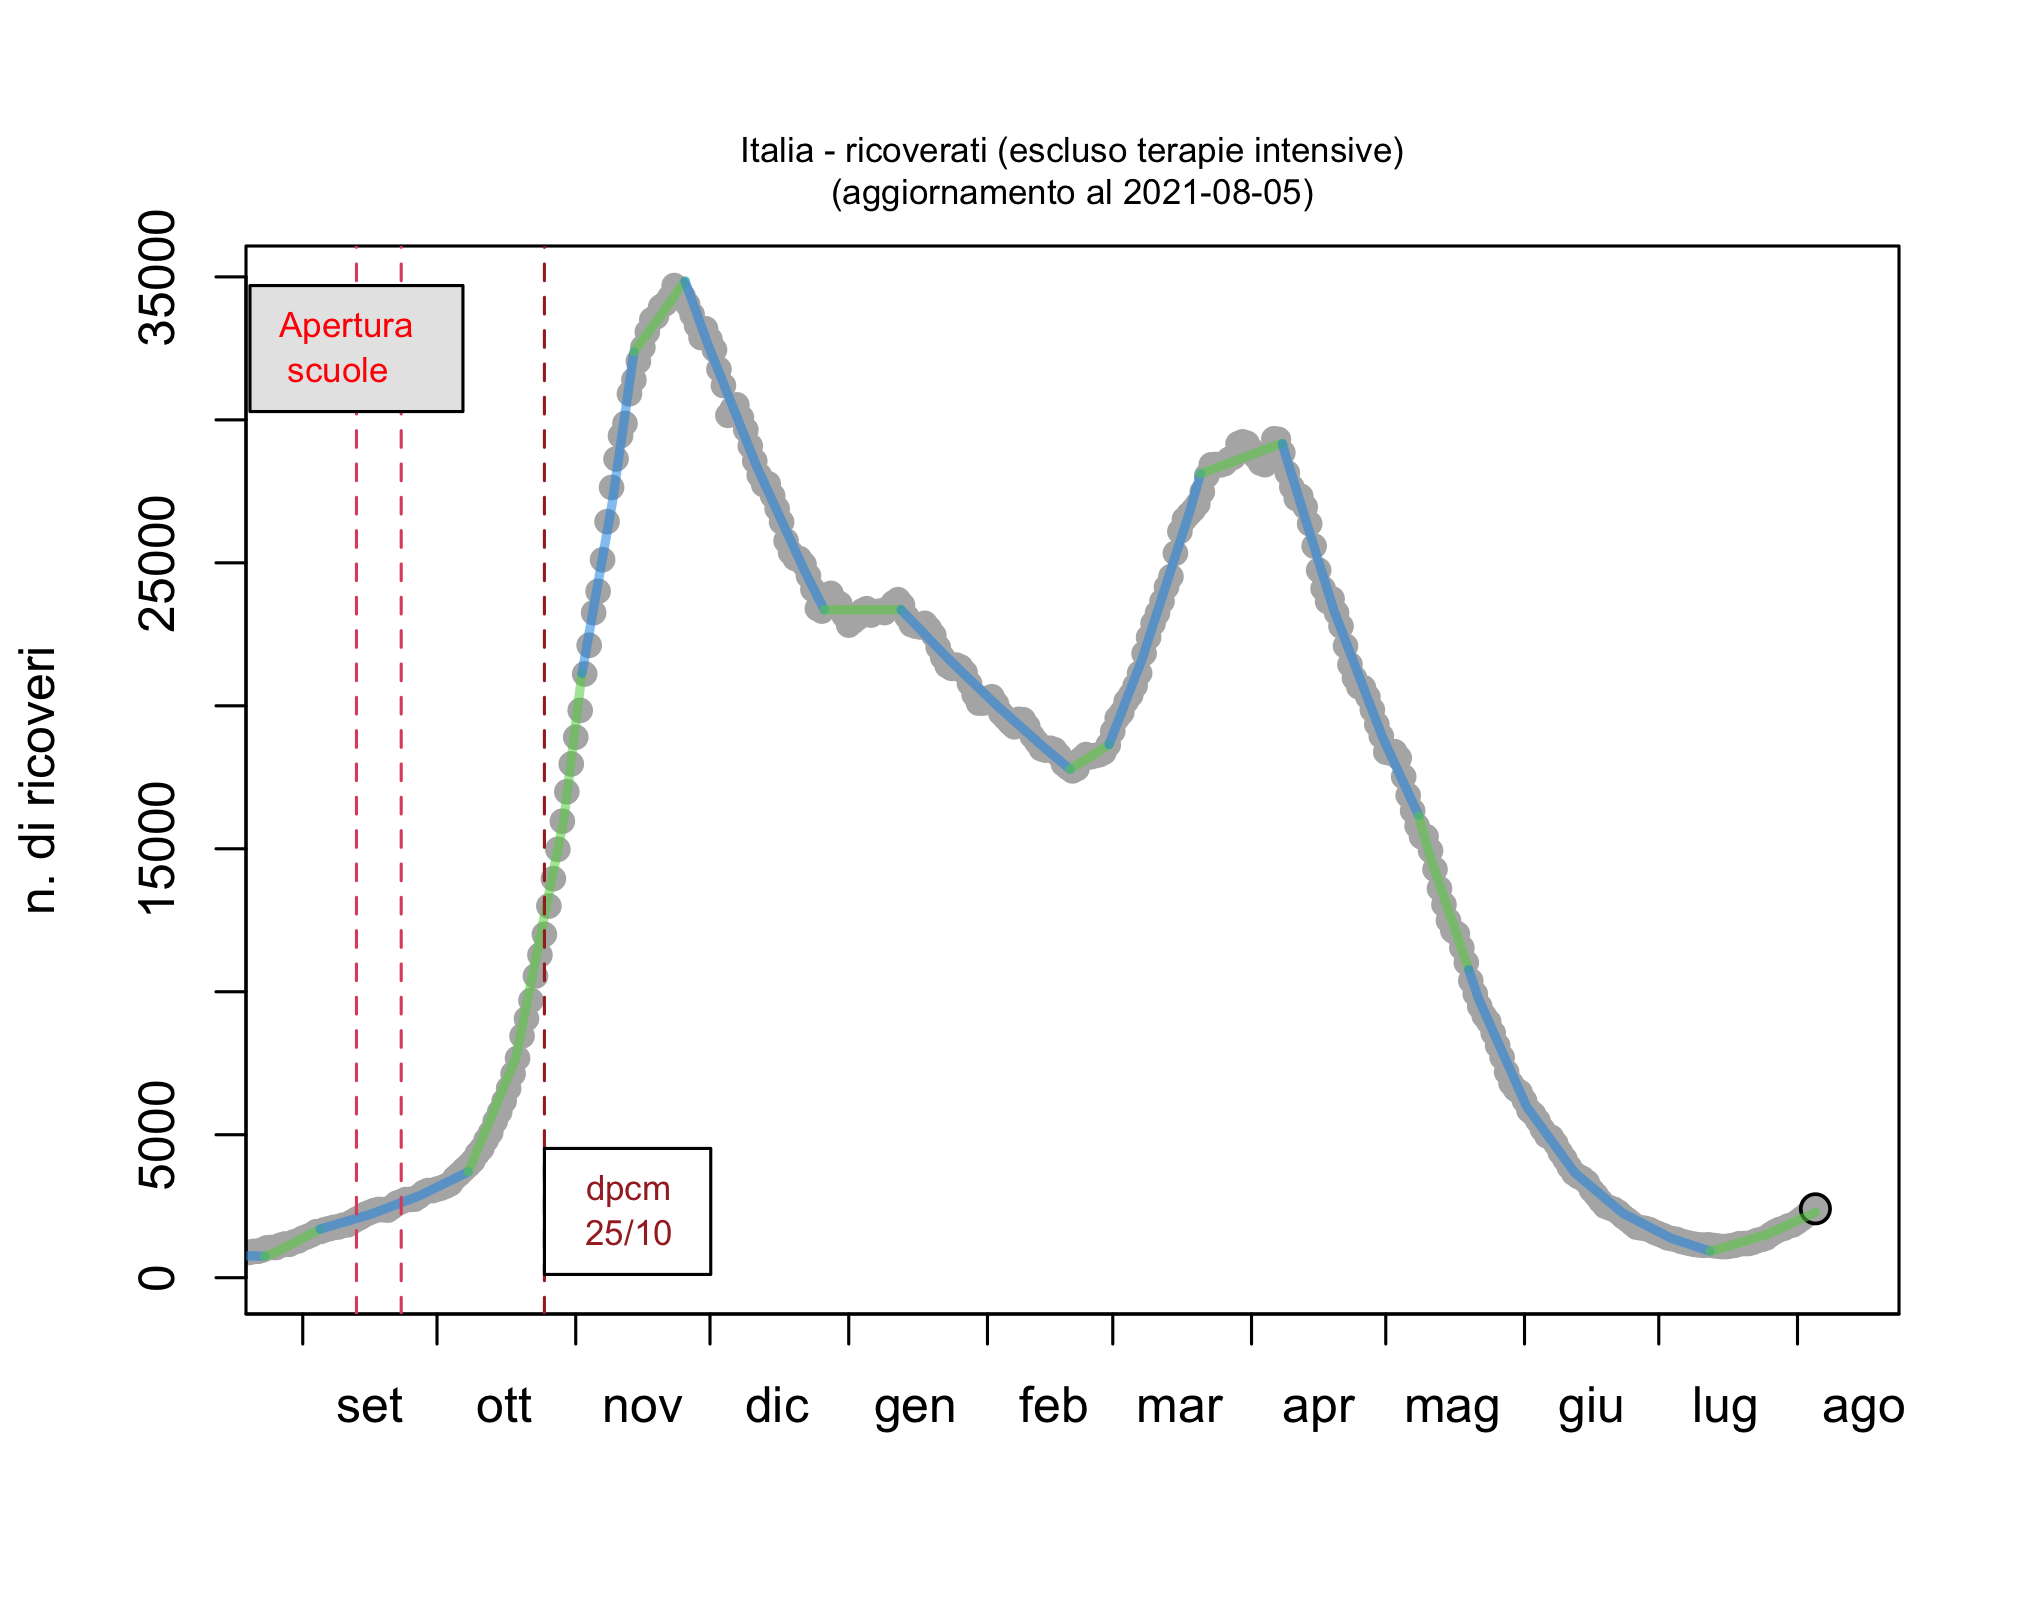 Italia - ricoverati (escluso terapie intensive)
(aggiornamento al 2021-08-05)
n. di ricoveri
35000
25000
15000
5000
0
Apertura
scuole
dpcm
25/10
set ott nov dic gen feb mar apr mag giu lug ago